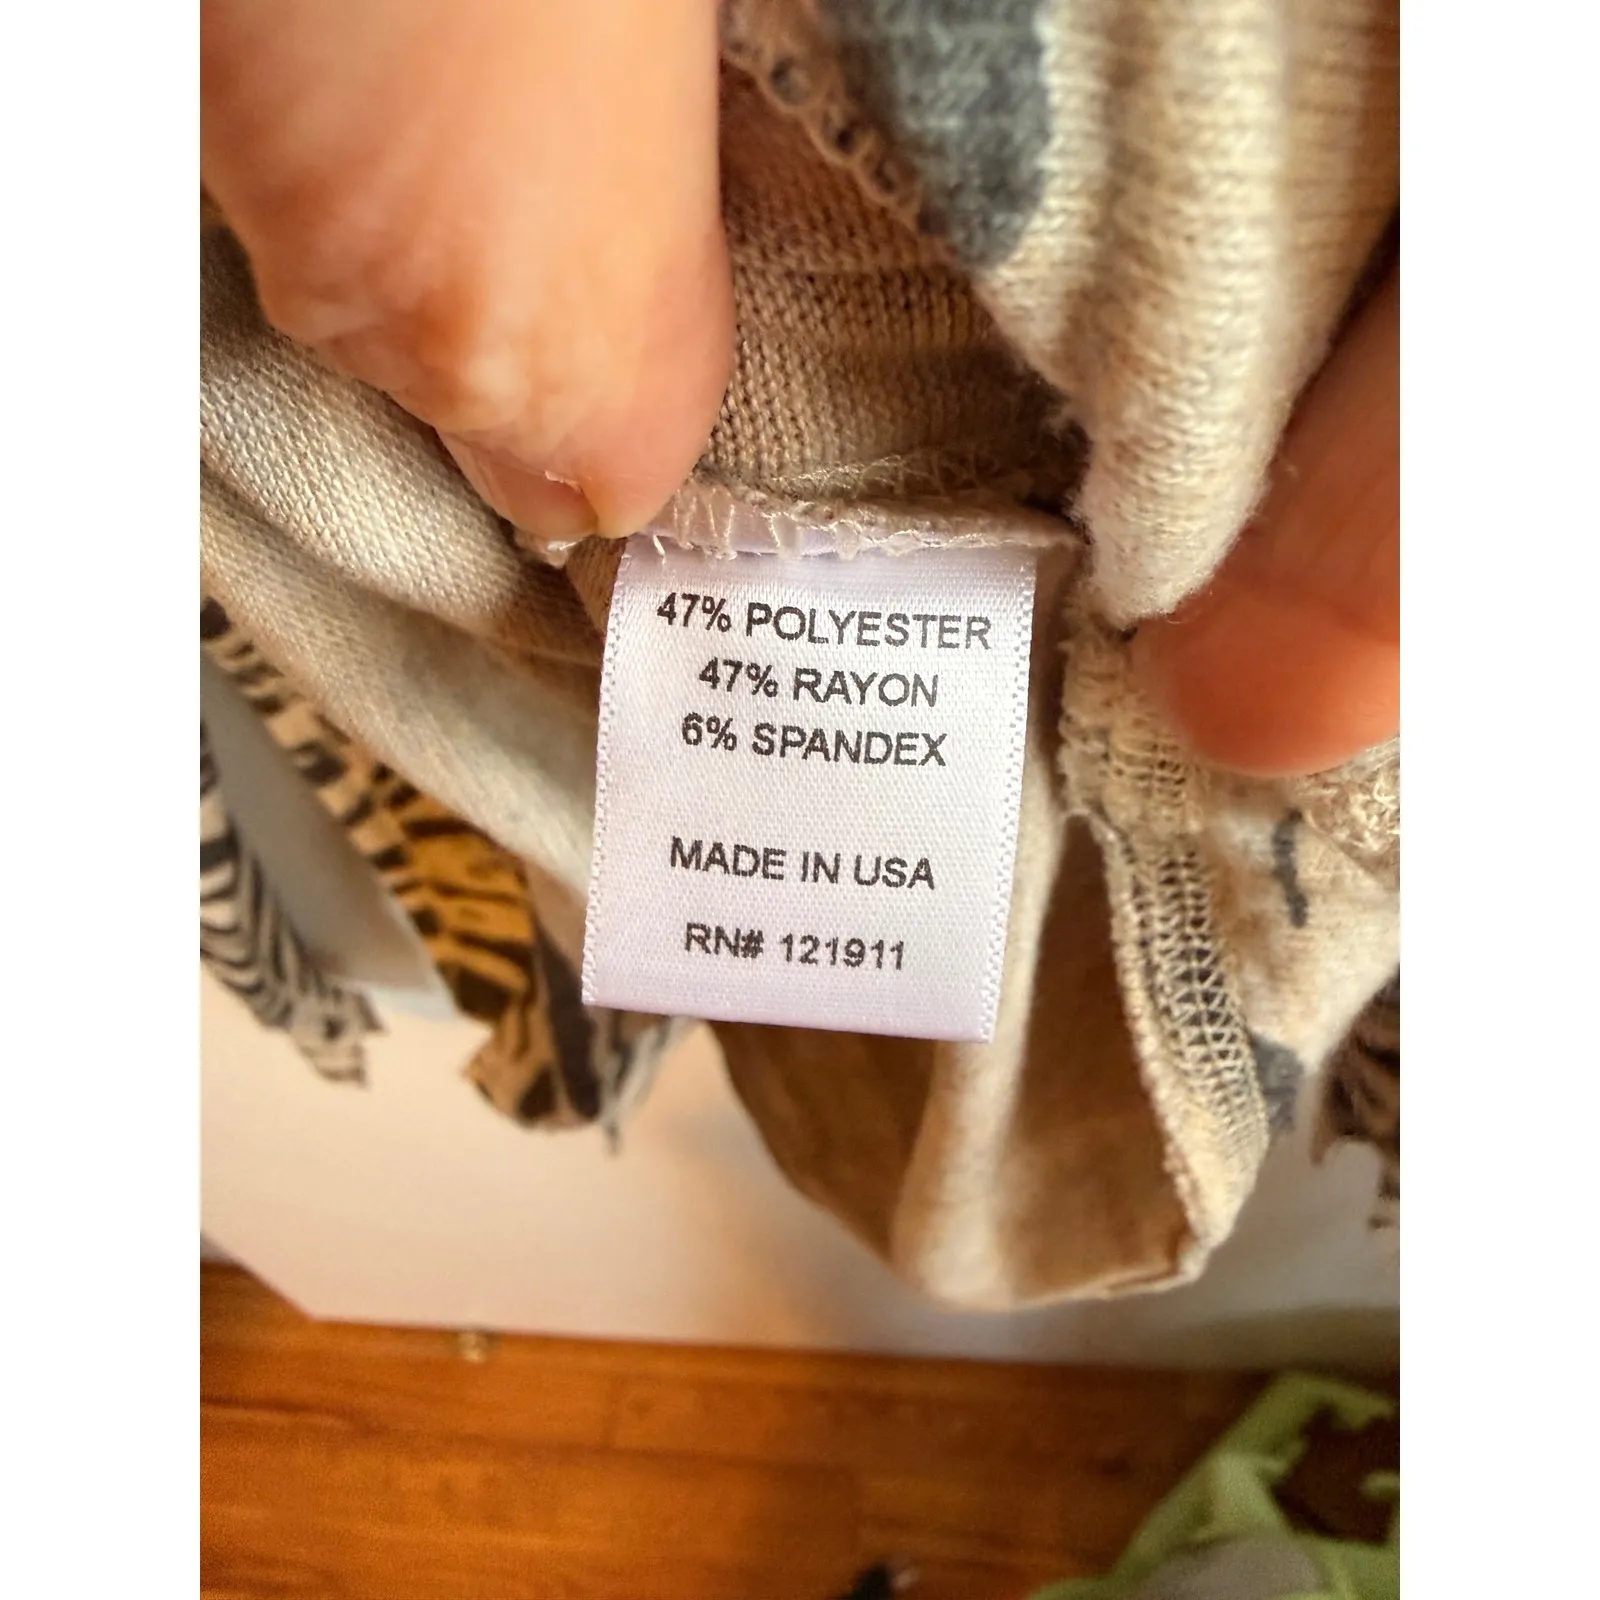 47% POLYESTER
47% RAYON
6% SPANDEX
MADE IN USA
RN# 121911